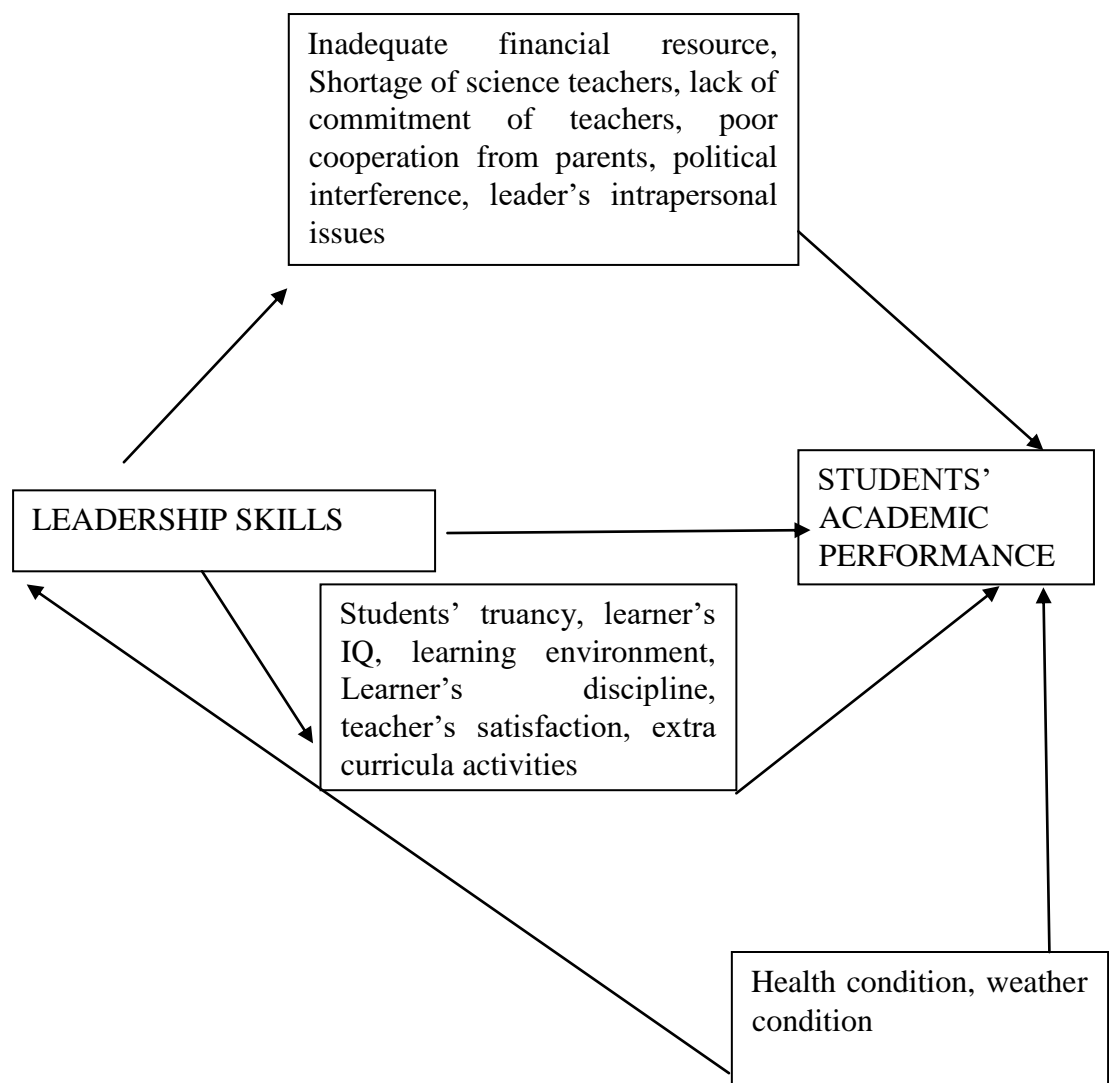 Inadequate financial resource,
Shortage of science teachers, lack of
commitment of teachers, poor
cooperation from parents, political
interference, leader’s intrapersonal
issues
LEADERSHIP SKILLS
STUDENTS’
ACADEMIC
PERFORMANCE
Students’ truancy, learner’s
IQ, learning environment,
Learner’s discipline,
teacher’s satisfaction, extra
curricula activities
Health condition, weather
condition